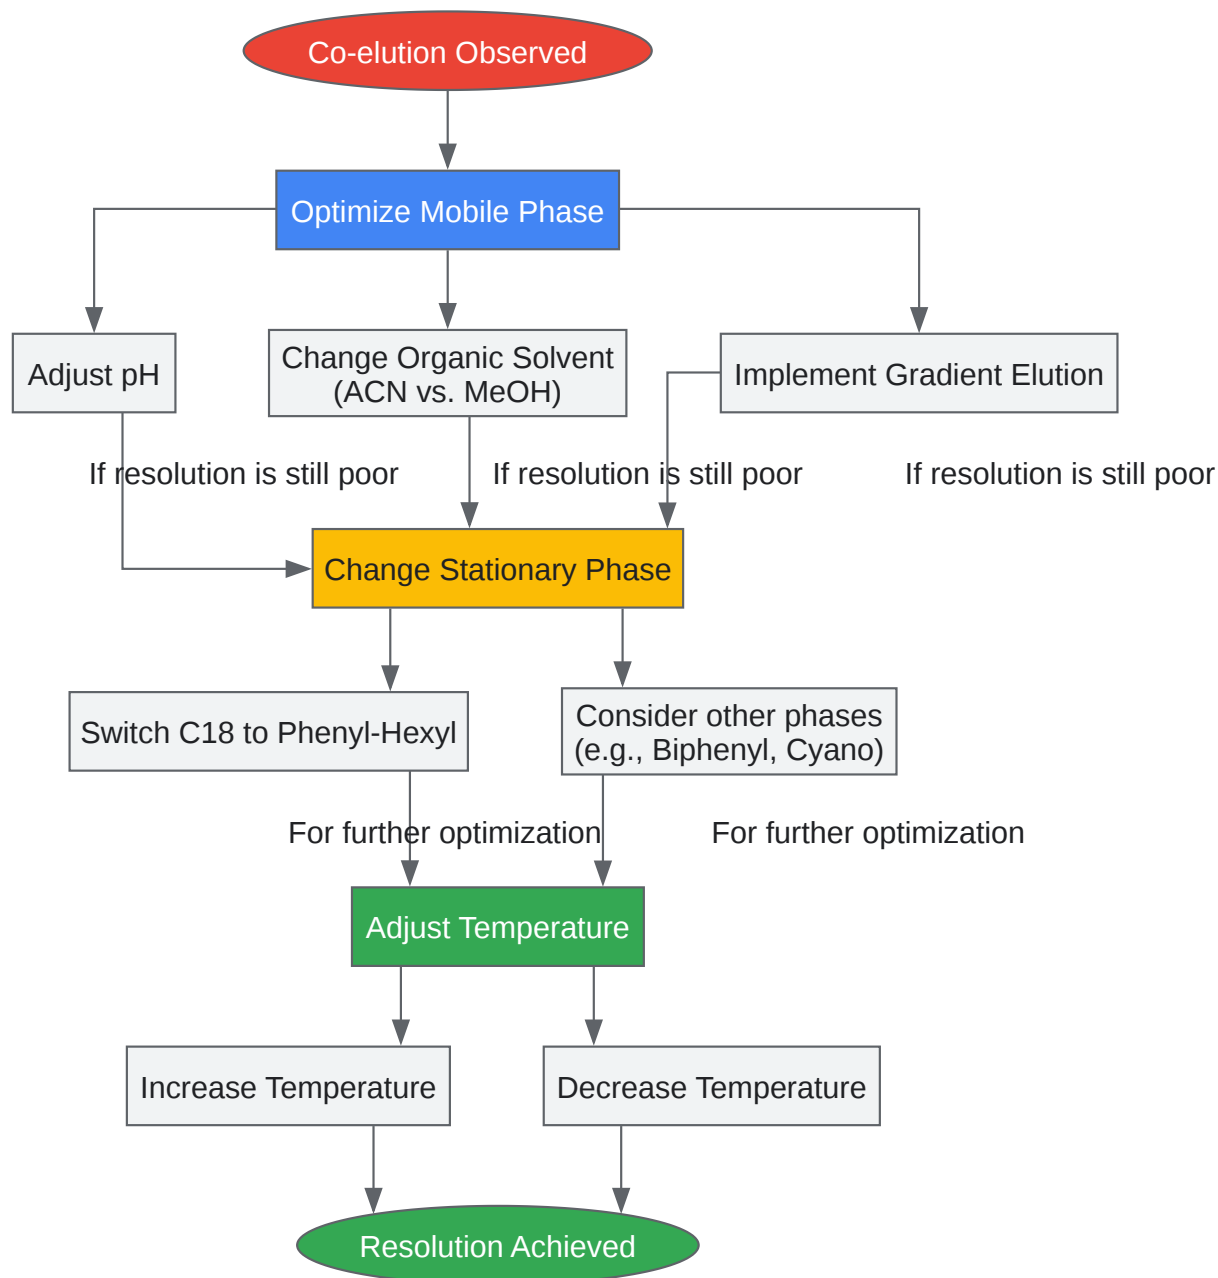 Co-elution Observed
Optimize Mobile Phase
Adjust pH
Change Organic Solvent
(ACN vs. MeOH)
Implement Gradient Elution
If resolution is still poor
If resolution is still poor
If resolution is still poor
Change Stationary Phase
Switch C18 to Phenyl-Hexyl
Consider other phases
(e.g., Biphenyl, Cyano)
For further optimization
For further optimization
Adjust Temperature
Increase Temperature
Decrease Temperature
Resolution Achieved